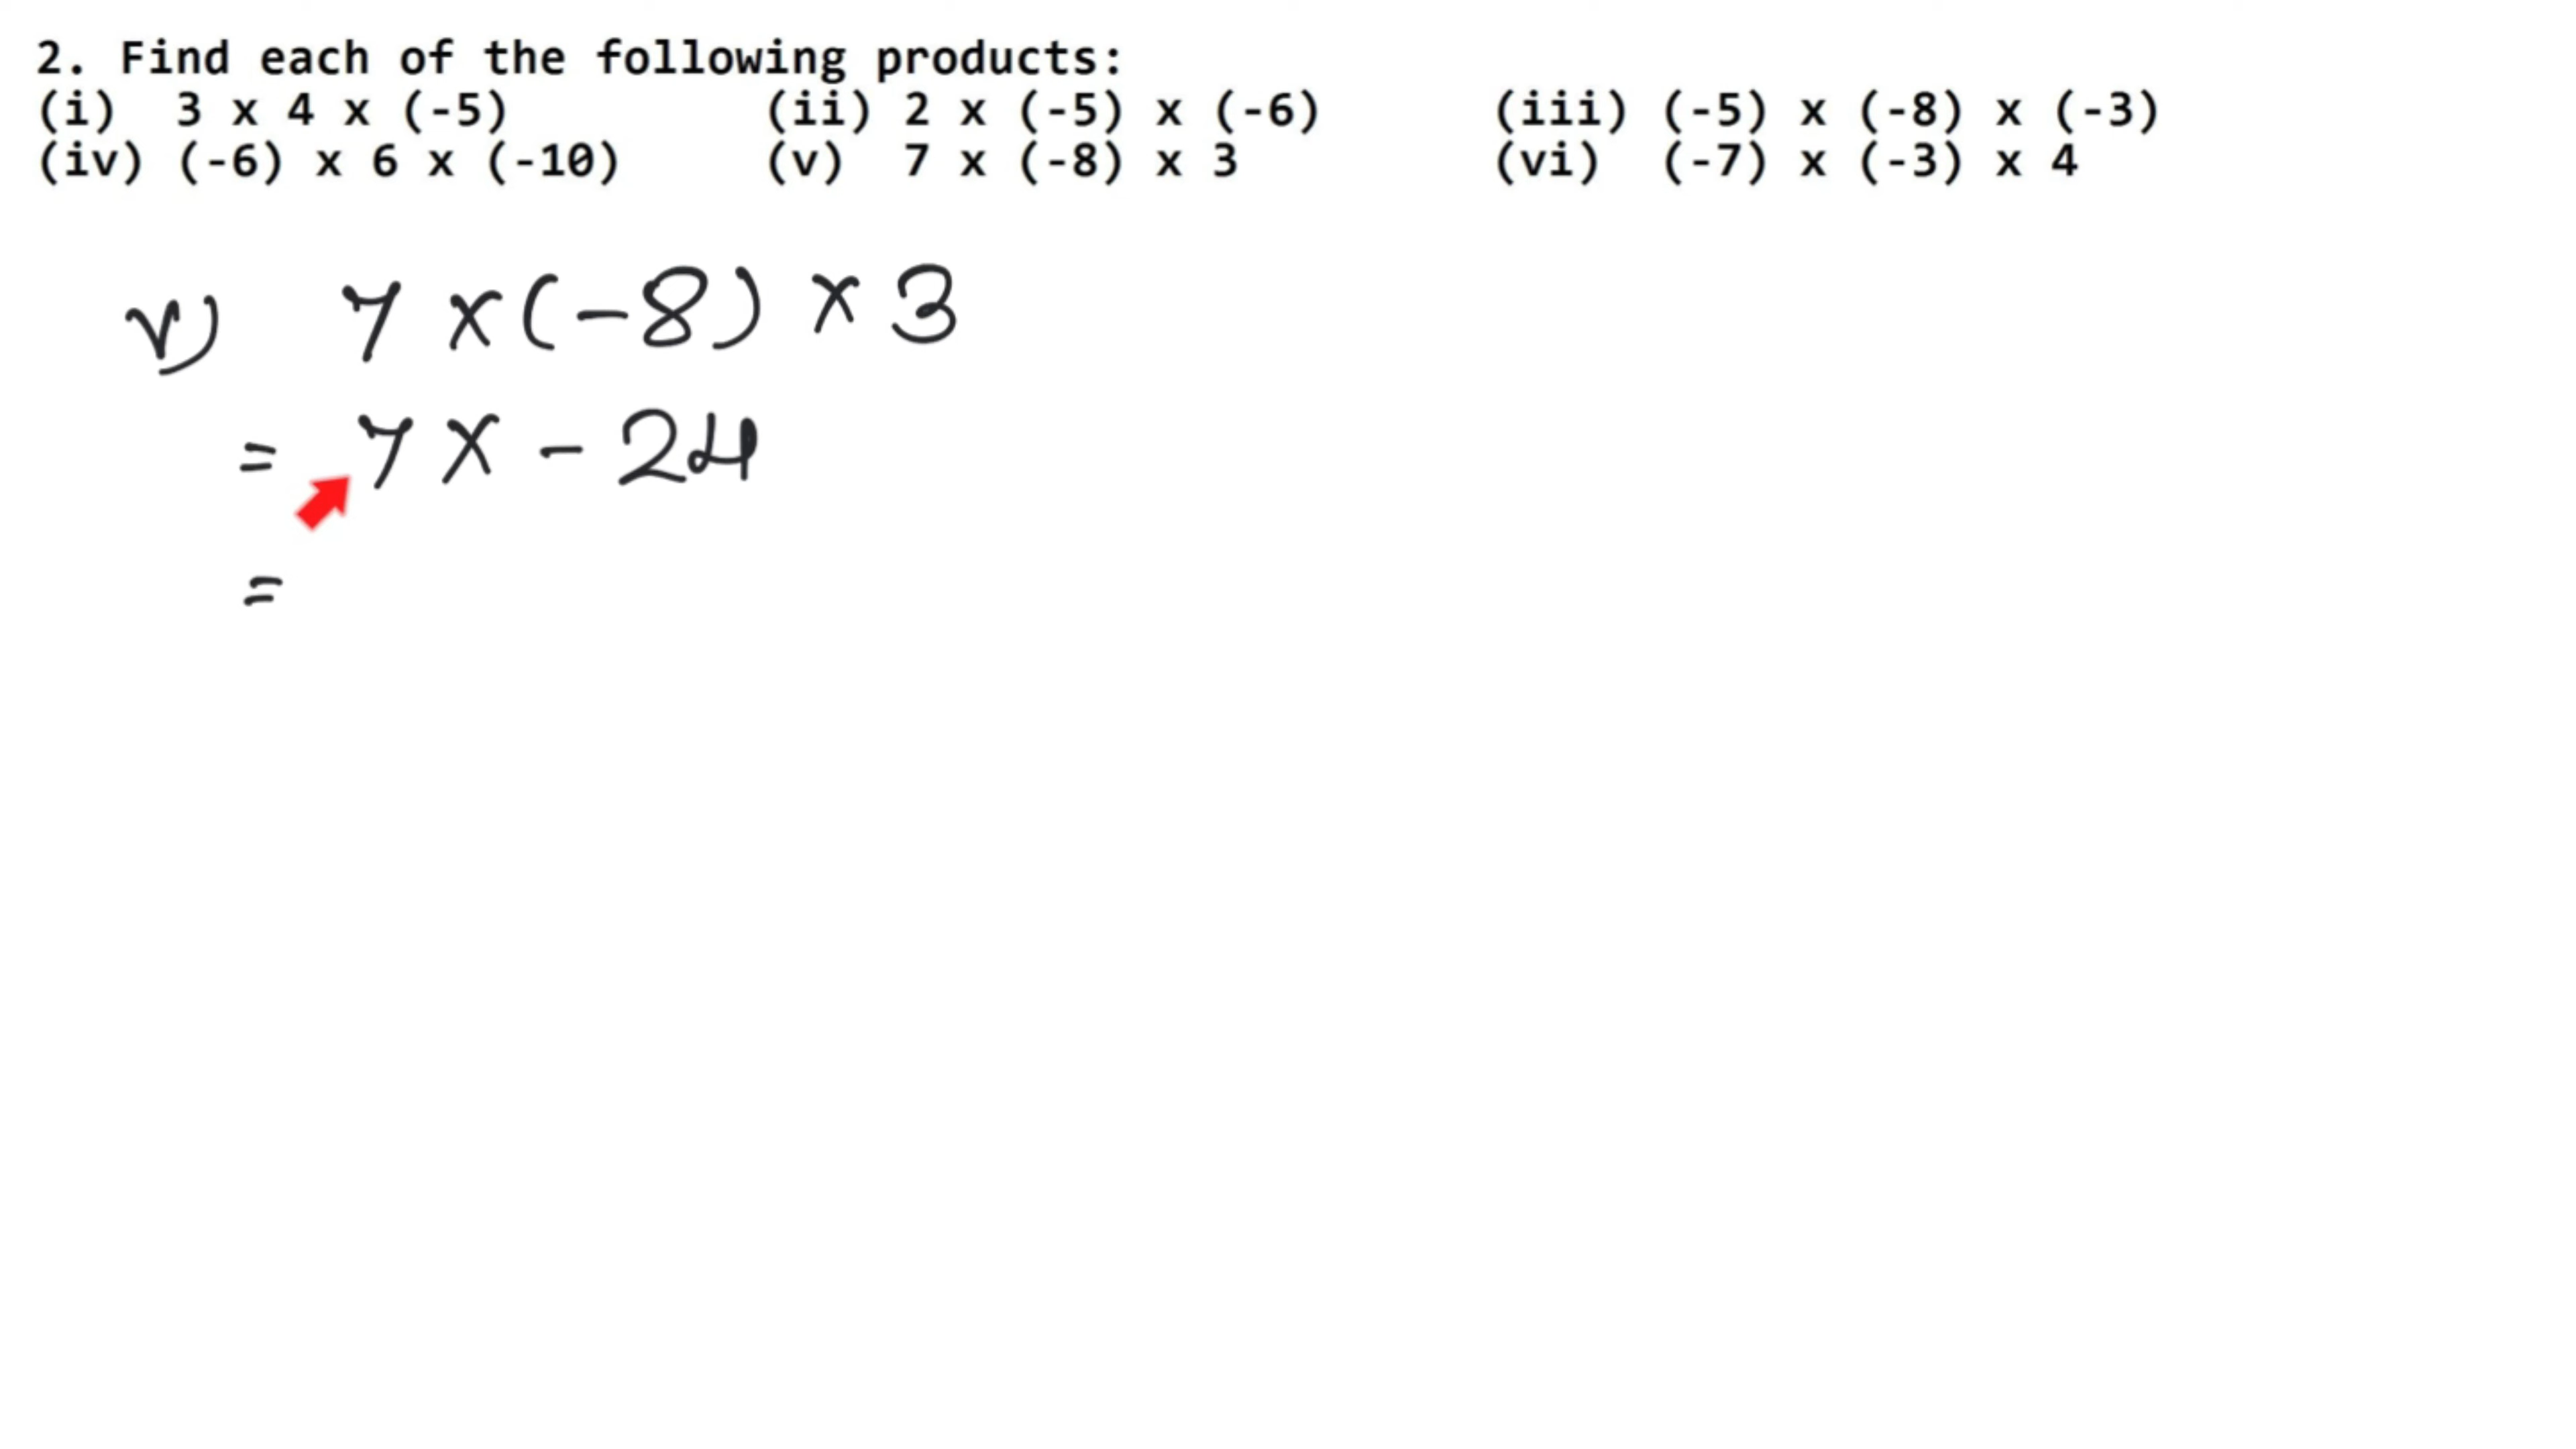 2. Find each of the following products:
(i) 3 x 4 x (-5) (ii) 2 x (-5) x (-6) (iii) (-5) x (-8) x (-3)
(iv) (-6) x 6 x (-10) (v) 7 x (-8) x 3 (vi) (-7) x (-3) x 4
v) 7 x (-8) x 3
= 7 x - 24
=